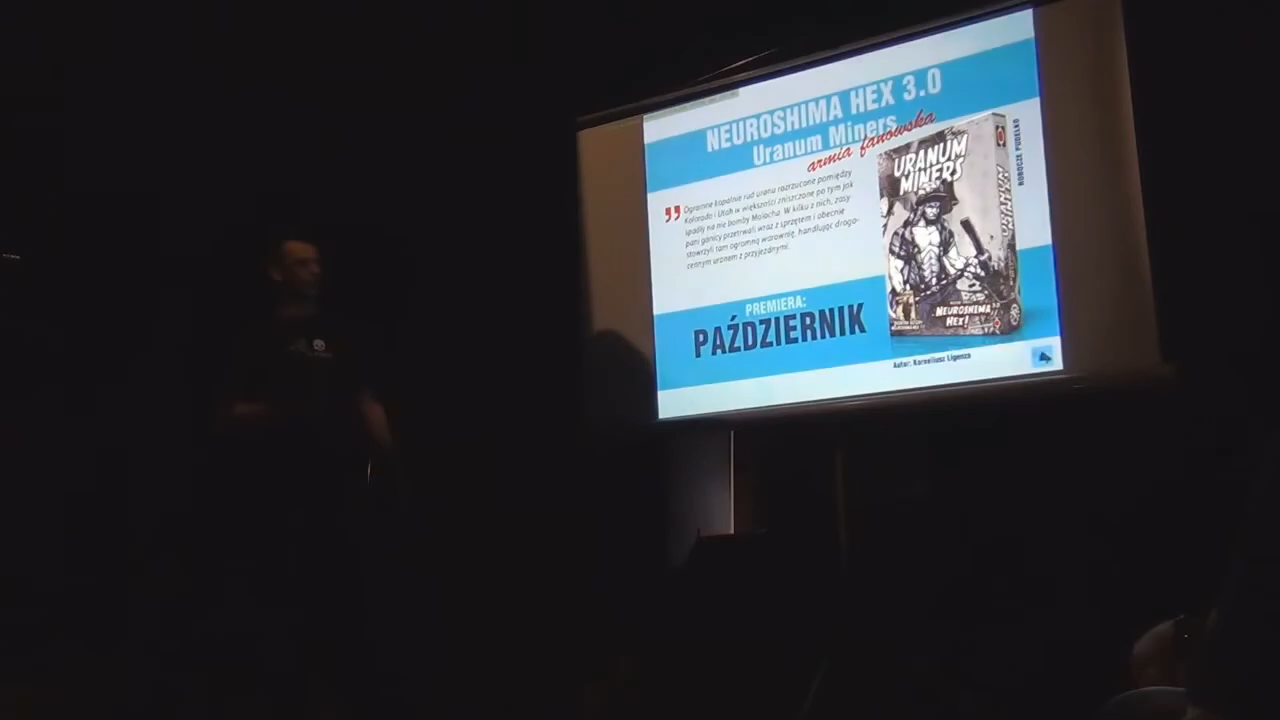 NEUROSHIMA HEX 3.0
Uranum Miners
armia fanowska
Ogromne kopalnie rud uranu rozrzucone pomiędzy
Kolorado i Utah w większości zniszczone po tym jak
spadły na nie bomby Molocha. W kilku z nich, zasy
pani górnicy przetrwali wraz z sprzętem i obecnie
stworzyli tam ogromną warownię, handlując drogo-
cennym uranem z przyjezdnymi.
PREMIERA:
PAŹDZIERNIK
URANUM
MINERS
NEUROSHIMA
HEX!
ROBOCZE PUDEŁKO
Autor: Korneliusz Ligenza